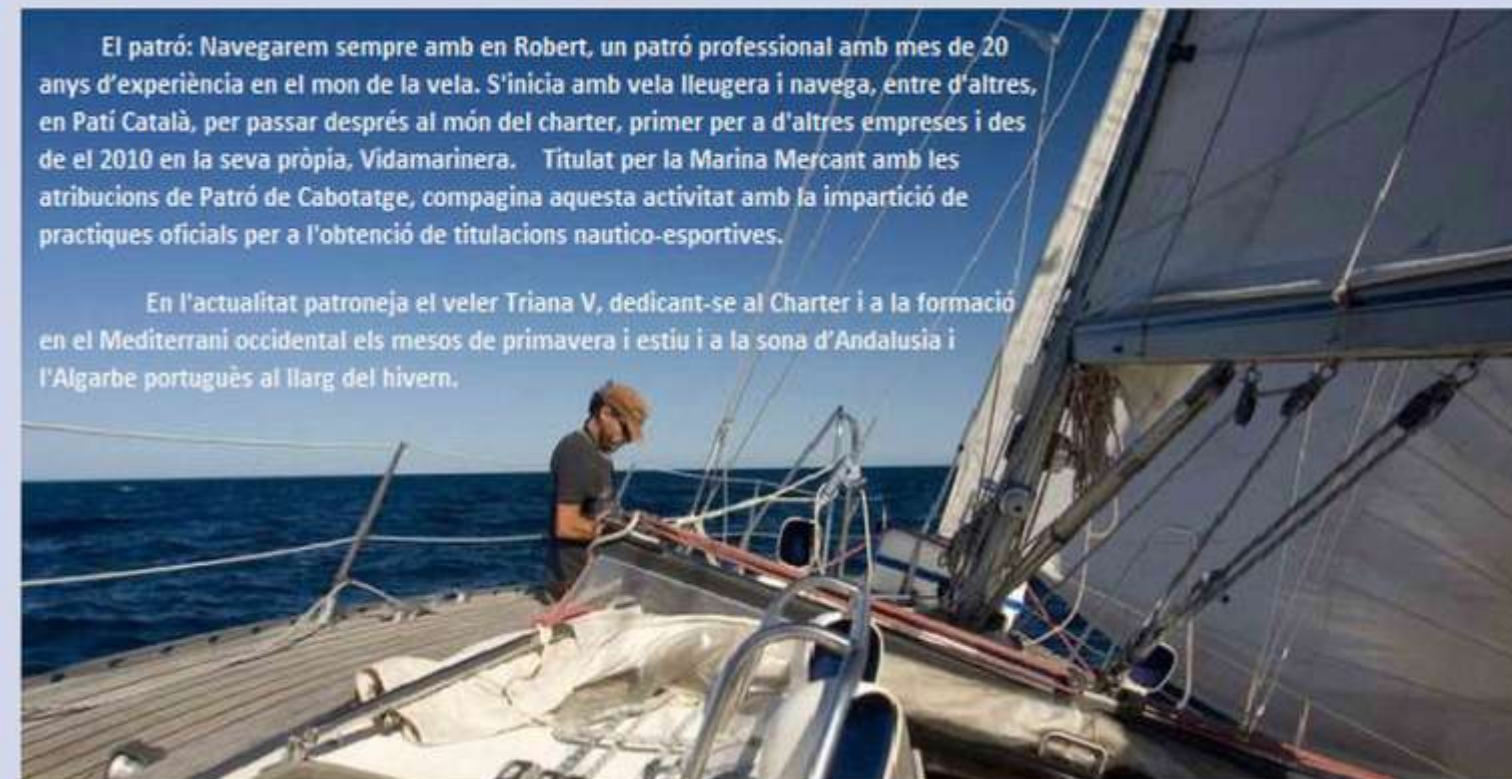 El patró: Navegarem sempre amb en Robert, un patró professional amb mes de 20
anys d'experiència en el mon de la vela. S'inicia amb vela lleugera i navega, entre d'altres,
en Patí Català, per passar després al món del charter, primer per a d'altres empreses i des
de el 2010 en la seva pròpia, Vidamarinera. Titulat per la Marina Mercant amb les
atribucions de Patró de Cabotatge, compagina aquesta activitat amb la impartició de
practiques oficials per a l'obtenció de titulacions nautico-esportives.
En l'actualitat patroneja el veler Triana V, dedicant-se al Charter i a la formació
en el Mediterrani occidental els mesos de primavera i estiu i a la sona d'Andalusia i
l'Algarbe portuguès al llarg del hivern.